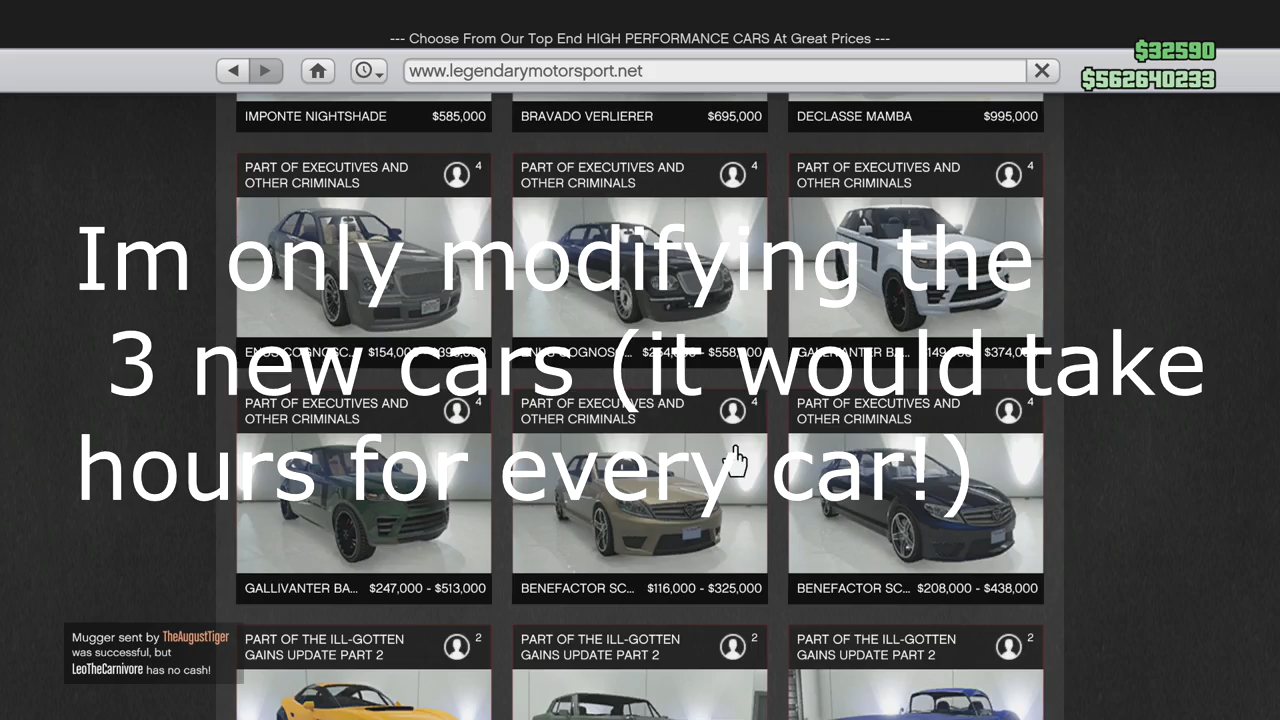 --- Choose From Our Top End HIGH PERFORMANCE CARS At Great Prices ---
$32590
www.legendarymotorsport.net
$562640233
IMPONTE NIGHTSHADE $585,000
BRAVADO VERLIERER $695,000
DECLASSE MAMBA $995,000
PART OF EXECUTIVES AND
OTHER CRIMINALS
4
PART OF EXECUTIVES AND
OTHER CRIMINALS
4
PART OF EXECUTIVES AND
OTHER CRIMINALS
4
Im only modifying the
3 new cars (it would take
hours for every car!)
PART OF EXECUTIVES AND
OTHER CRIMINALS
4
PART OF EXECUTIVES AND
OTHER CRIMINALS
4
PART OF EXECUTIVES AND
OTHER CRIMINALS
4
GALLIVANTER BA... $247,000 - $513,000
BENEFACTOR SC... $116,000 - $325,000
BENEFACTOR SC... $208,000 - $438,000
Mugger sent by TheAugustTiger
was successful, but
LeoTheCarnivore has no cash!
PART OF THE ILL-GOTTEN
GAINS UPDATE PART 2
2
PART OF THE ILL-GOTTEN
GAINS UPDATE PART 2
2
PART OF THE ILL-GOTTEN
GAINS UPDATE PART 2
2